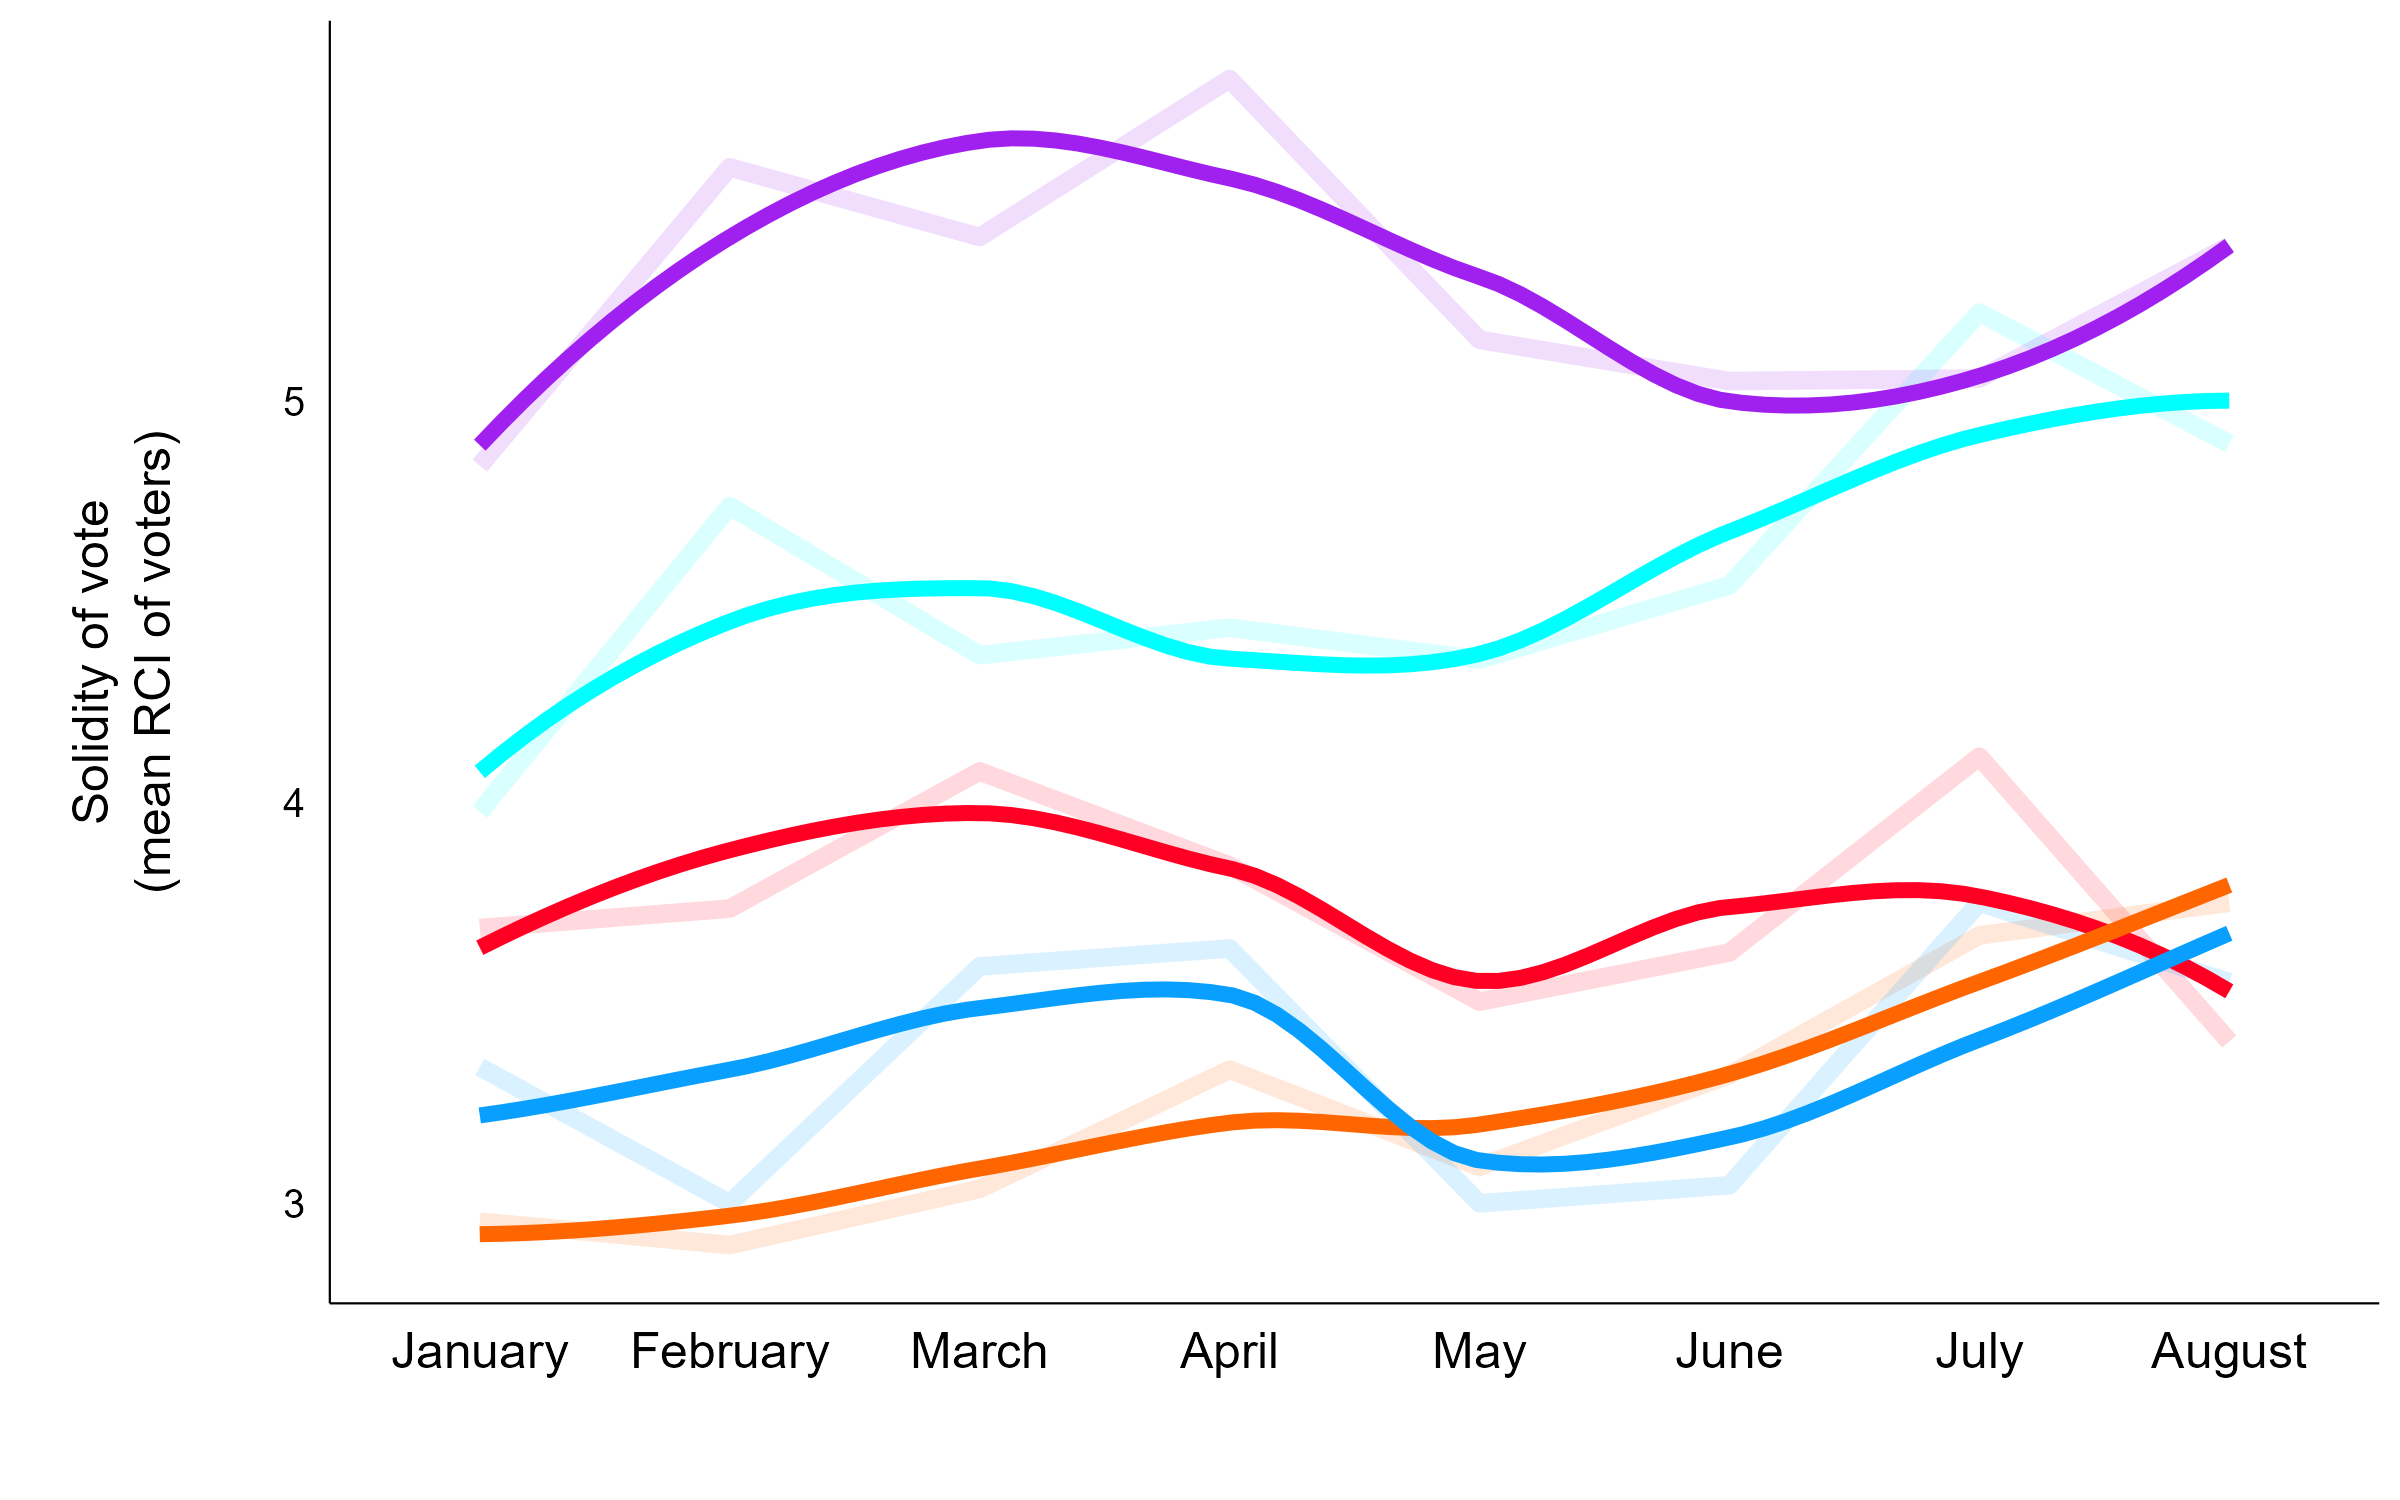 Solidity of vote
(mean RCI of voters)
5
4
3
January February March April May June July August